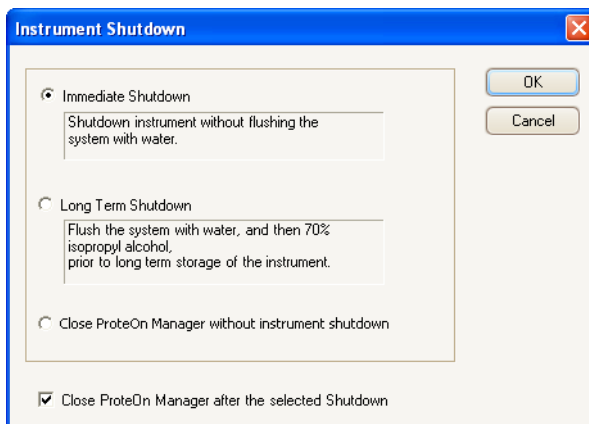 Instrument Shutdown
OK
Immediate Shutdown
Shutdown instrument without flushing the
system with water.
Cancel
Long Term Shutdown
Flush the system with water, and then 70%
isopropyl alcohol,
prior to long term storage of the instrument.
Close ProteOn Manager without instrument shutdown
Close ProteOn Manager after the selected Shutdown